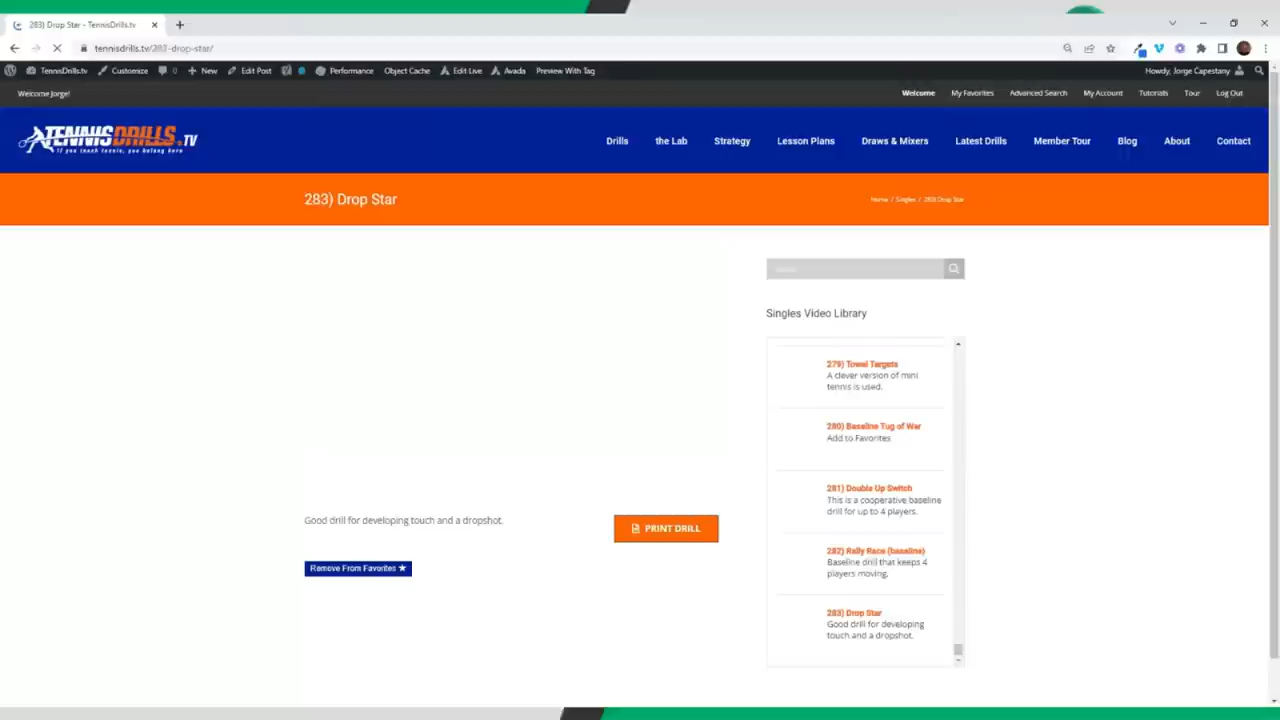 283) Drop Star - TennisDrills.tv
tennisdrills.tv/283-drop-star/
TennisDrills.tv Customize 0 New Edit Post Performance Object Cache Edit Live Avada Preview With Tag Howdy, Jorge Capestany
Welcome Jorge! Welcome My Favorites Advanced Search My Account Tutorials Tour Log Out
TENNISDRILLS.TV
If you teach tennis, you belong here
Drills the Lab Strategy Lesson Plans Draws & Mixers Latest Drills Member Tour Blog About Contact
283) Drop Star
Home / Singles / 283) Drop Star
Singles Video Library
279) Towel Targets
A clever version of mini
tennis is used.
280) Baseline Tug of War
Add to Favorites
281) Double Up Switch
This is a cooperative baseline
drill for up to 4 players.
282) Rally Race (baseline)
Baseline drill that keeps 4
players moving.
283) Drop Star
Good drill for developing
touch and a dropshot.
Good drill for developing touch and a dropshot.
PRINT DRILL
Remove From Favorites ★